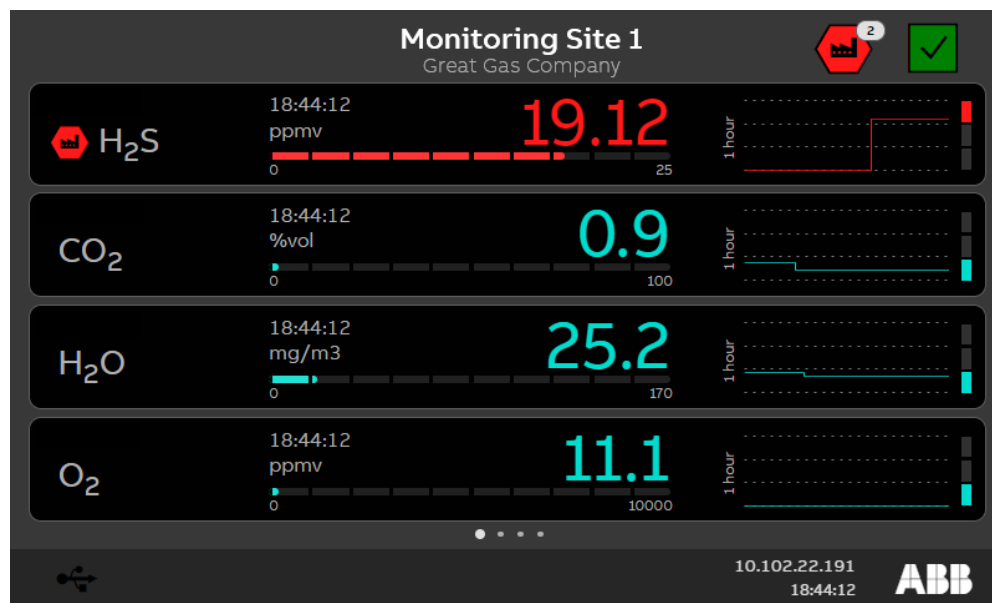 Monitoring Site 1
Great Gas Company
2
H₂S
18:44:12
ppmv
19.12
0
25
1 hour
CO₂
18:44:12
%vol
0.9
0
100
1 hour
H₂O
18:44:12
mg/m3
25.2
0
170
1 hour
O₂
18:44:12
ppmv
11.1
0
10000
1 hour
10.102.22.191
18:44:12
ABB